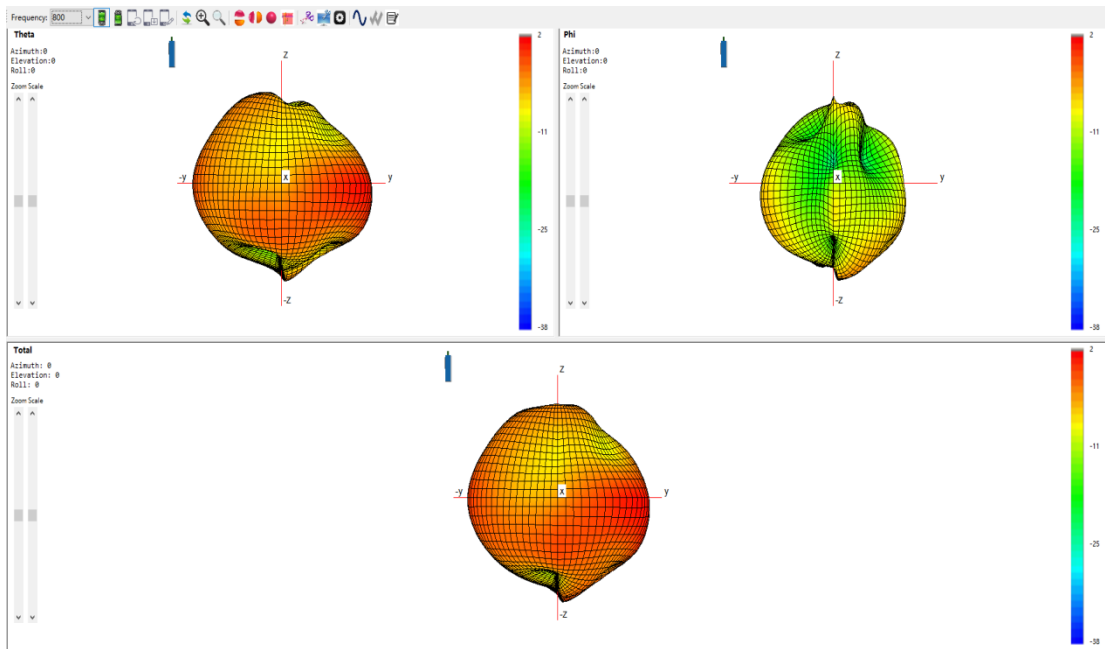 Frequency: 800
Theta
Azimuth:0
Elevation:0
Roll:0
Zoom Scale
Z
-y
x
y
-Z
2
-11
-25
-38
Phi
Azimuth:0
Elevation:0
Roll:0
Zoom Scale
Z
-y
x
y
-Z
2
-11
-25
-38
Total
Azimuth: 0
Elevation: 0
Roll: 0
Zoom Scale
Z
-y
x
y
-Z
2
-11
-25
-38